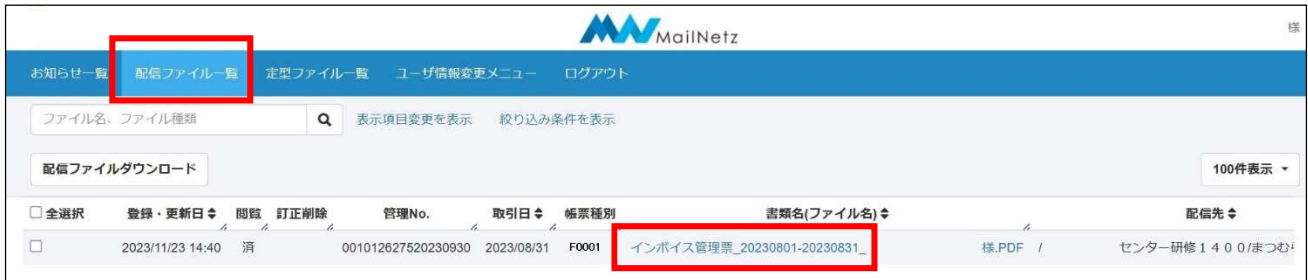 MailNetz
様
お知らせ一覧 配信ファイル一覧 定型ファイル一覧 ユーザ情報変更メニュー ログアウト
ファイル名、ファイル種類 表示項目変更を表示 絞り込み条件を表示
配信ファイルダウンロード 100件表示
全選択 登録・更新日 閲覧 訂正削除 管理No. 取引日 帳票種別 書類名(ファイル名) 配信先
2023/11/23 14:40 済 001012627520230930 2023/08/31 F0001 インボイス管理票_20230801-20230831_ 様.PDF / センター研修１４００/まつむら